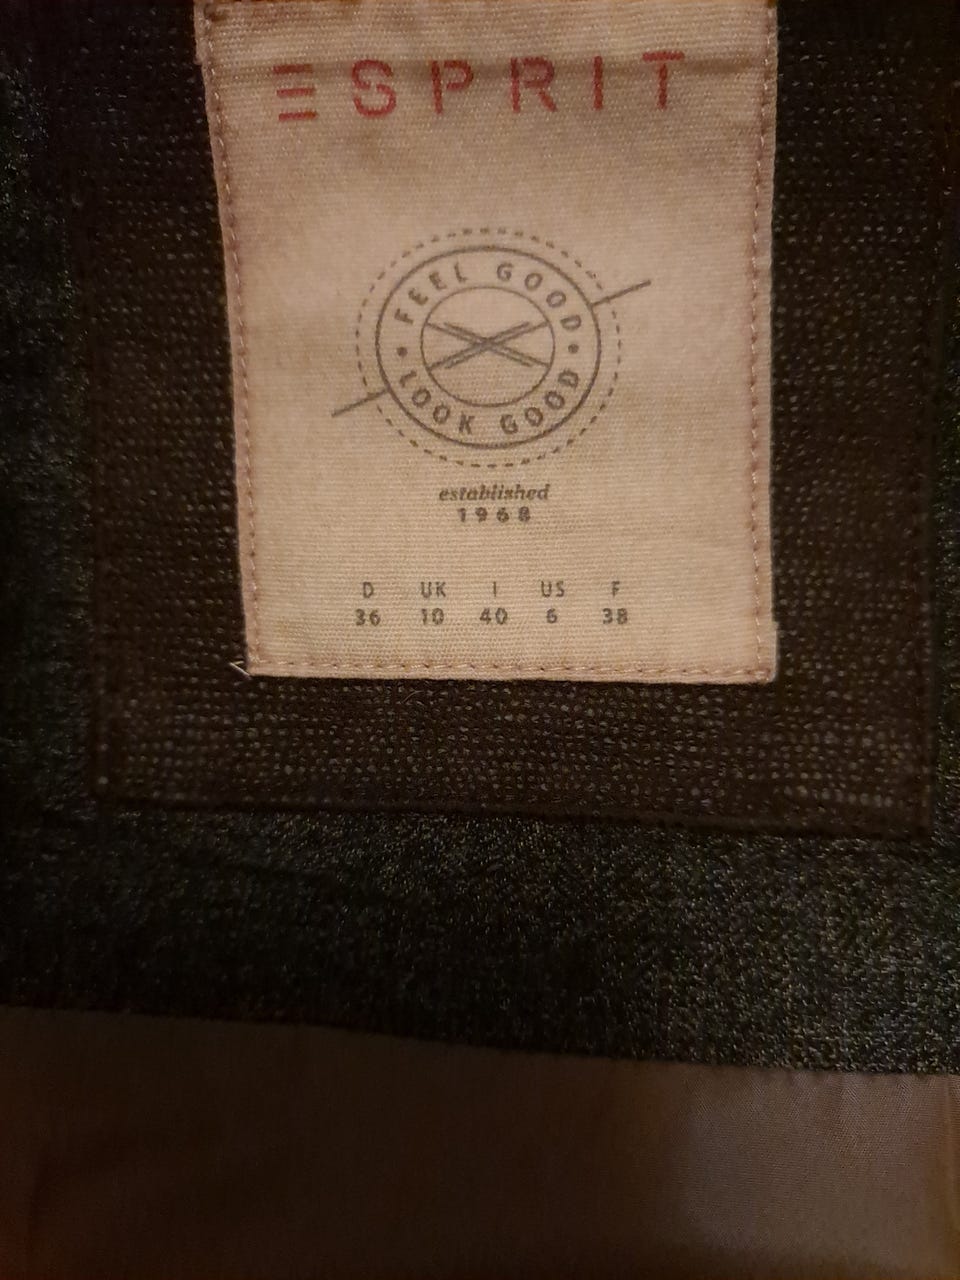 ESPRIT
FEEL GOOD
• LOOK GOOD •
established
1968
D UK I US F
36 10 40 6 38